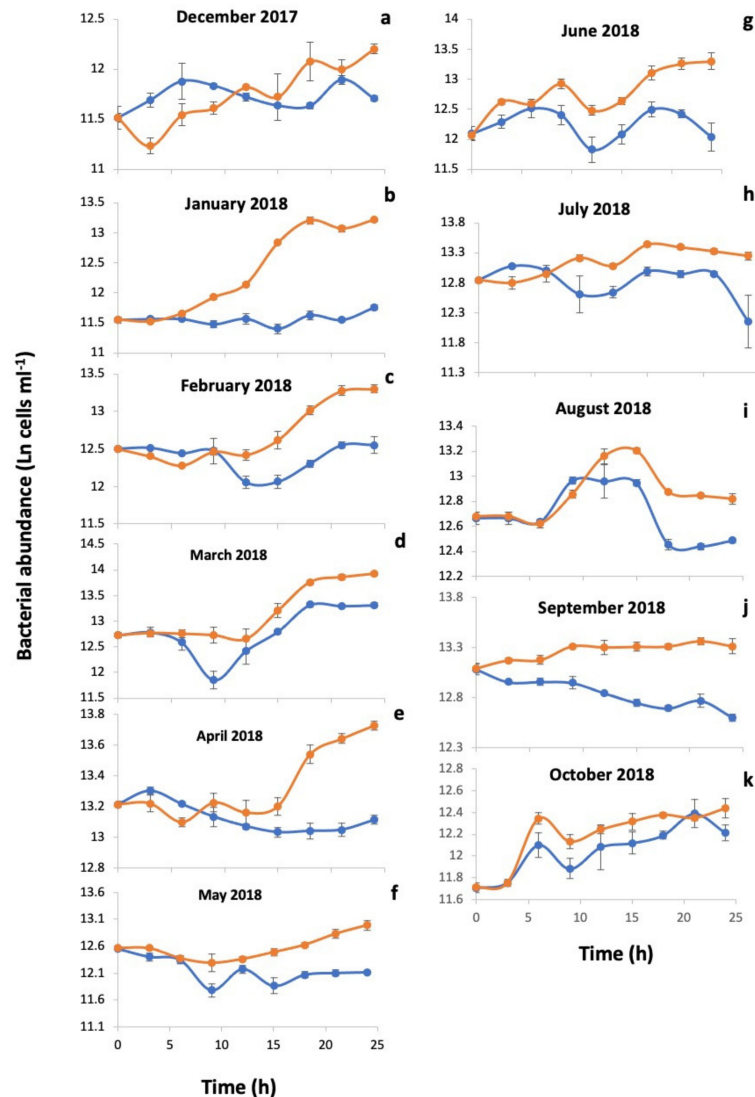 Bacterial abundance (Ln cells ml-1)
December 2017
a
12.5
12
11.5
11
January 2018
b
13.5
13
12.5
12
11.5
11
February 2018
c
13.5
13
12.5
12
11.5
March 2018
d
14.5
14
13.5
13
12.5
12
11.5
April 2018
e
13.8
13.6
13.4
13.2
13
12.8
May 2018
f
13.6
13.1
12.6
12.1
11.6
11.1
0 5 10 15 20 25
Time (h)
June 2018
g
14
13.5
13
12.5
12
11.5
July 2018
h
13.8
13.3
12.8
12.3
11.8
11.3
August 2018
i
13.4
13.2
13
12.8
12.6
12.4
12.2
September 2018
j
13.8
13.3
12.8
12.3
October 2018
k
12.8
12.6
12.4
12.2
12
11.8
11.6
0 5 10 15 20 25
Time (h)